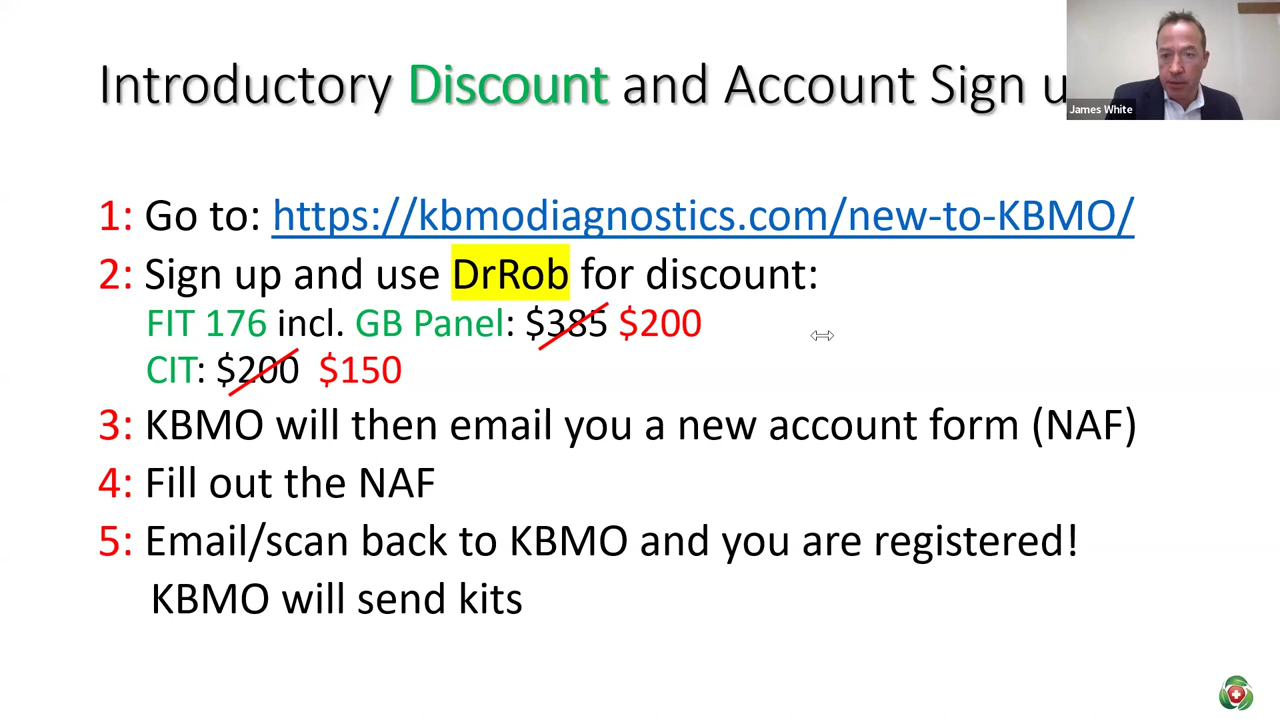 Introductory Discount and Account Sign u
James White
1: Go to: https://kbmodiagnostics.com/new-to-KBMO/
2: Sign up and use DrRob for discount:
FIT 176 incl. GB Panel: $385 $200
CIT: $200 $150
3: KBMO will then email you a new account form (NAF)
4: Fill out the NAF
5: Email/scan back to KBMO and you are registered!
KBMO will send kits